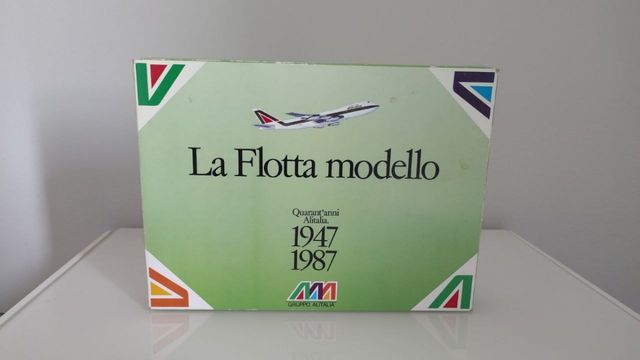 La Flotta modello
Quarant'anni
Alitalia.
1947
1987
GRUPPO ALITALIA